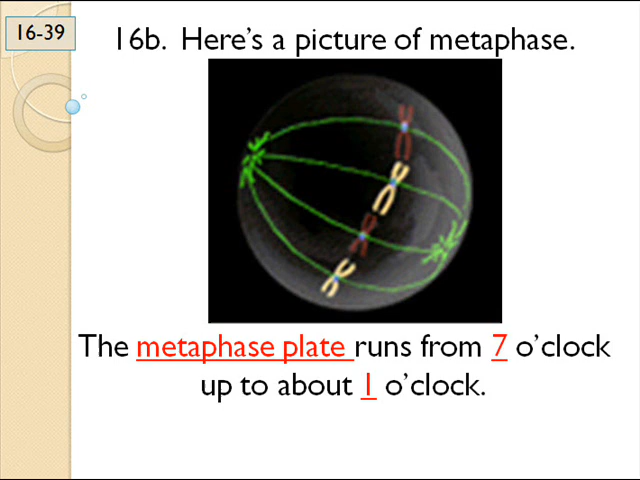 16-39
16b.  Here's a picture of metaphase.
The metaphase plate runs from 7 o'clock
up to about 1 o'clock.